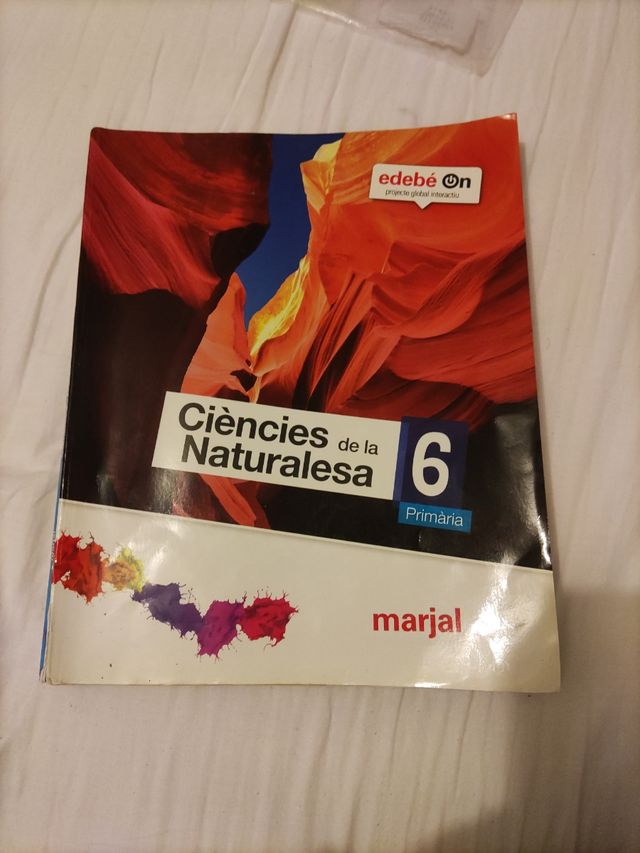 edebé On
projecte global interactiu
Ciències de la
Naturalesa
6
Primària
marjal